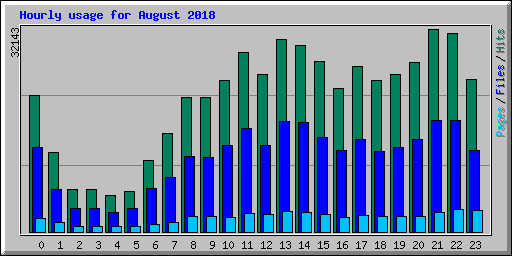 Hourly usage for August 2018
32143
Pages / Files / Hits
0 1 2 3 4 5 6 7 8 9 10 11 12 13 14 15 16 17 18 19 20 21 22 23